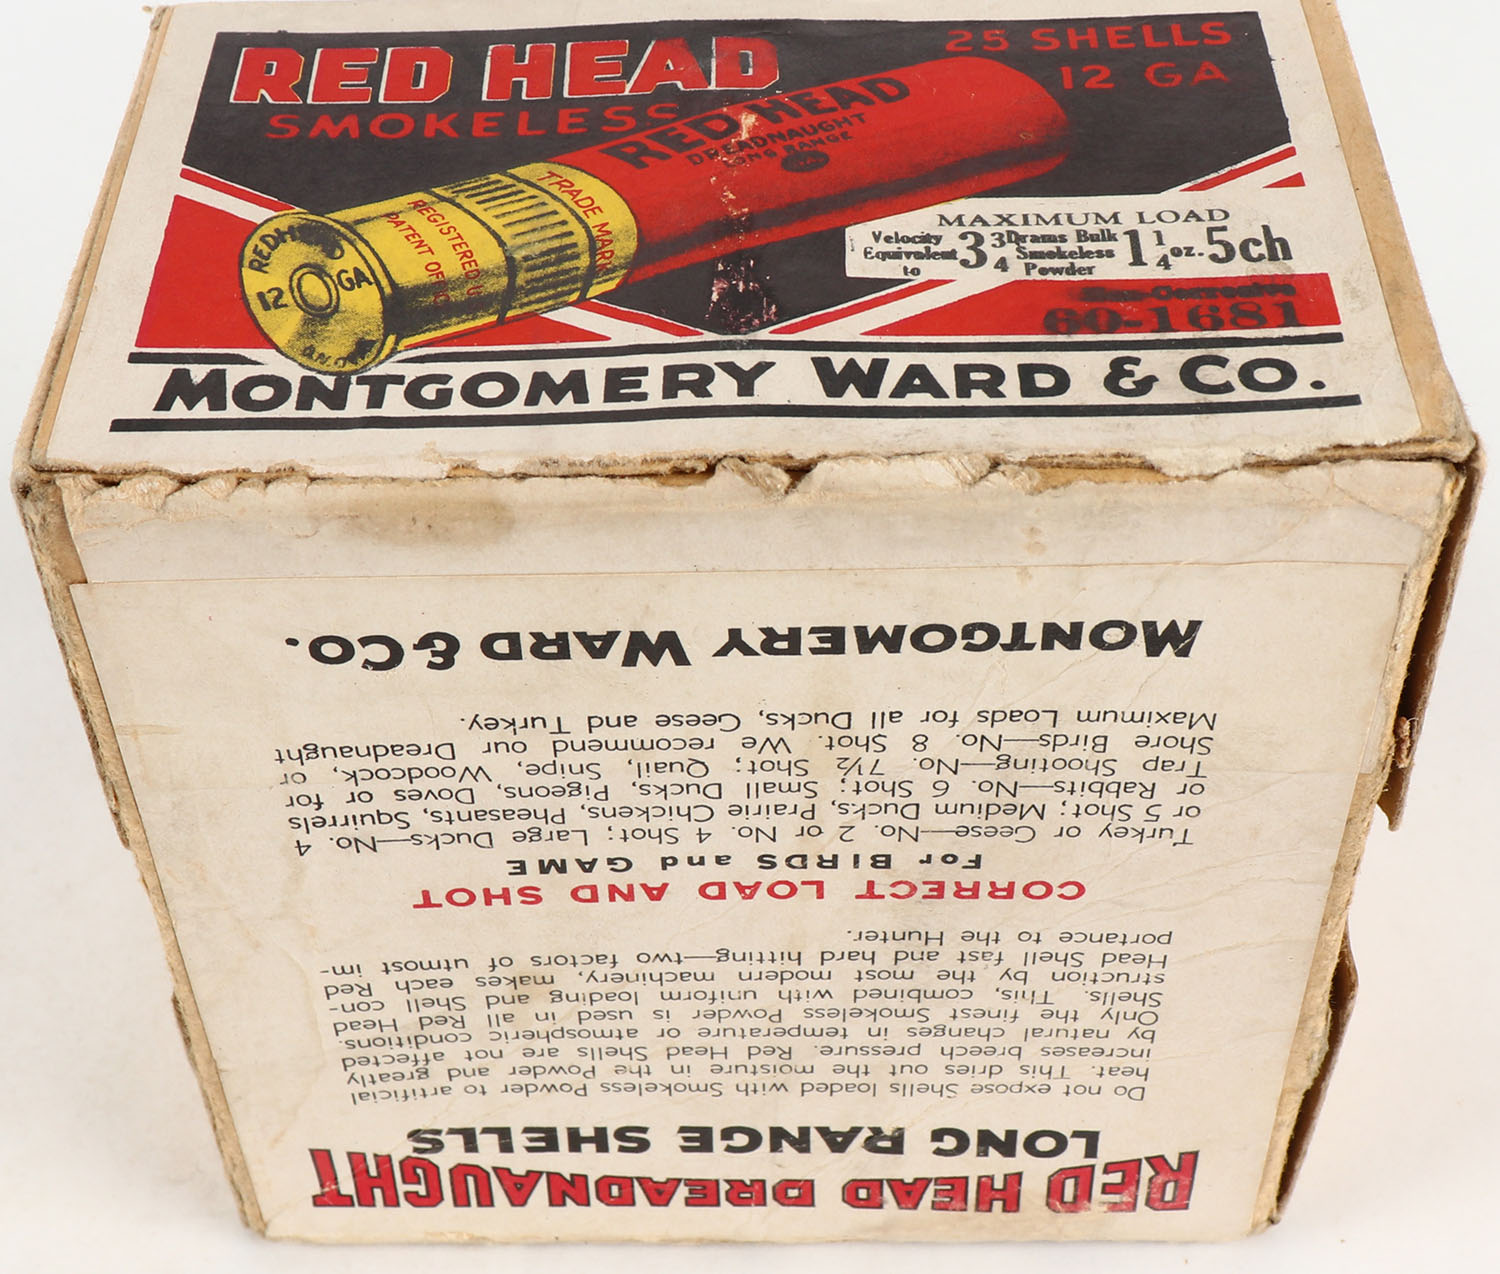 RED HEAD
SMOKELESS
25 SHELLS
12 GA
RED HEAD
DREADNAUGHT
LONG RANGE
TRADE MARK
REGISTERED U.
PATENT OFF
REDHEAD
12 GA
MAXIMUM LOAD
Velocity Equivalent to 3 3/4 Drams Bulk Smokeless Powder 1 1/4 oz. 5ch
Non-Corrosive
60-1681
MONTGOMERY WARD & CO.
RED HEAD DREADNAUGHT
LONG RANGE SHELLS
Do not expose Shells loaded with Smokeless Powder to artificial
heat. This dries out the moisture in the Powder and greatly
increases breech pressure. Red Head Shells are not affected
by natural changes in temperature or atmospheric conditions.
Only the finest Smokeless Powder is used in all Red Head
Shells. This, combined with uniform loading and Shell con-
struction by the most modern machinery, makes each Red
Head Shell fast and hard hitting—two factors of utmost im-
portance to the Hunter.
CORRECT LOAD AND SHOT
For BIRDS and GAME
Turkey or Geese—No. 2 or No. 4 Shot; Large Ducks—No. 4
or 5 Shot; Medium Ducks, Prairie Chickens, Pheasants, Squirrels
or Rabbits—No. 6 Shot; Small Ducks, Pigeons, Doves or for
Trap Shooting—No. 7½ Shot; Quail, Snipe, Woodcock, or
Shore Birds—No. 8 Shot. We recommend our Dreadnaught
Maximum Loads for all Ducks, Geese and Turkey.
MONTGOMERY WARD & CO.